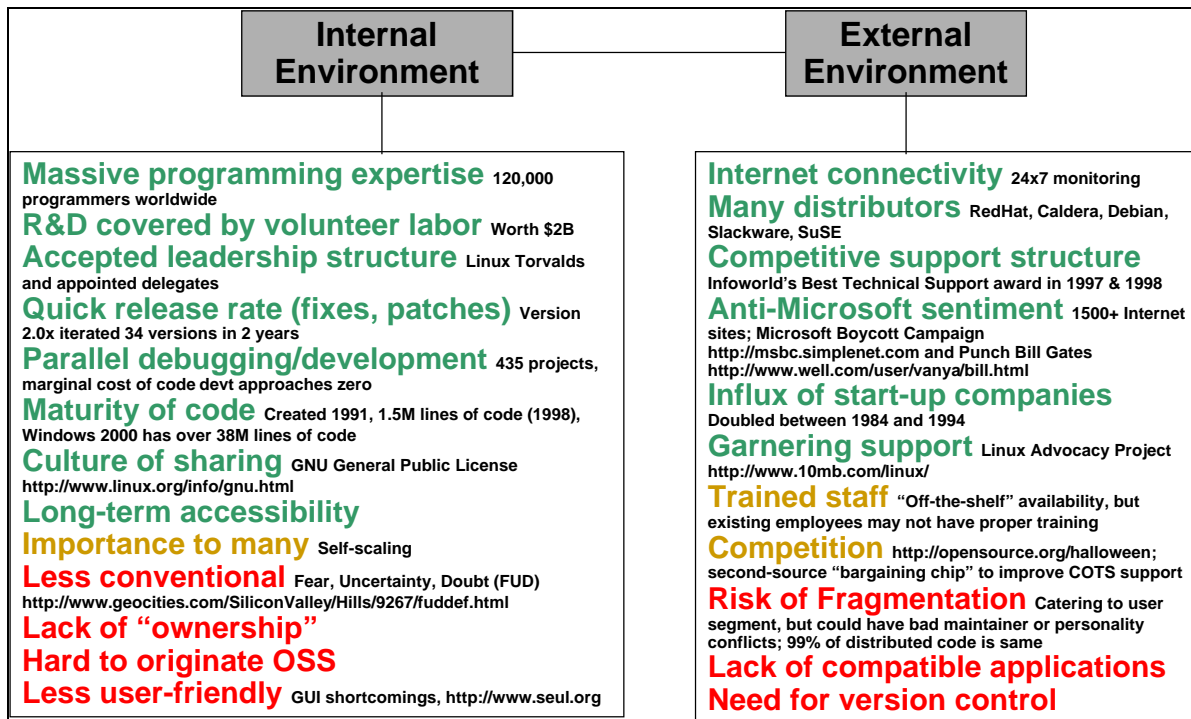 Internal
Environment
External
Environment
Massive programming expertise 120,000
programmers worldwide
R&D covered by volunteer labor Worth $2B
Accepted leadership structure Linux Torvalds
and appointed delegates
Quick release rate (fixes, patches) Version
2.0x iterated 34 versions in 2 years
Parallel debugging/development 435 projects,
marginal cost of code devt approaches zero
Maturity of code Created 1991, 1.5M lines of code (1998),
Windows 2000 has over 38M lines of code
Culture of sharing GNU General Public License
http://www.linux.org/info/gnu.html
Long-term accessibility
Importance to many Self-scaling
Less conventional Fear, Uncertainty, Doubt (FUD)
http://www.geocities.com/SiliconValley/Hills/9267/fuddef.html
Lack of “ownership”
Hard to originate OSS
Less user-friendly GUI shortcomings, http://www.seul.org
Internet connectivity 24x7 monitoring
Many distributors RedHat, Caldera, Debian,
Slackware, SuSE
Competitive support structure
Infoworld’s Best Technical Support award in 1997 & 1998
Anti-Microsoft sentiment 1500+ Internet
sites; Microsoft Boycott Campaign
http://msbc.simplenet.com and Punch Bill Gates
http://www.well.com/user/vanya/bill.html
Influx of start-up companies
Doubled between 1984 and 1994
Garnering support Linux Advocacy Project
http://www.10mb.com/linux/
Trained staff “Off-the-shelf” availability, but
existing employees may not have proper training
Competition http://opensource.org/halloween;
second-source “bargaining chip” to improve COTS support
Risk of Fragmentation Catering to user
segment, but could have bad maintainer or personality
conflicts; 99% of distributed code is same
Lack of compatible applications
Need for version control